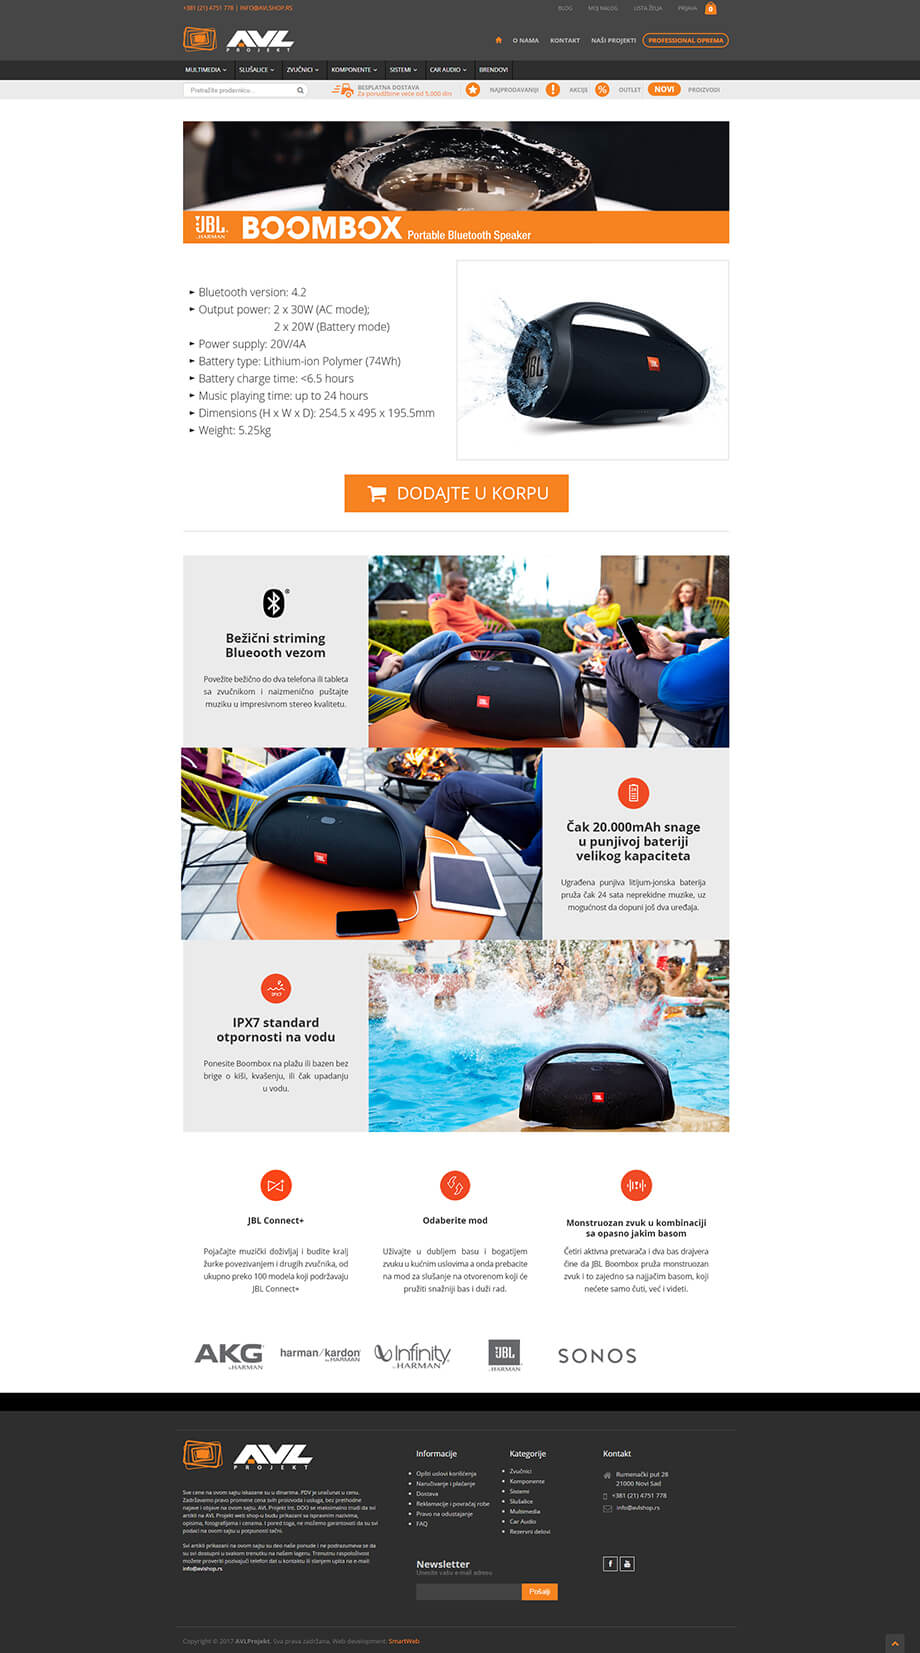 +381 (21) 4751 778 | INFO@AVLSHOP.RS
BLOG MOJ NALOG LISTA ŽELJA PRIJAVA 0
AVL
PROJEKT
O NAMA KONTAKT NAŠI PROJEKTI PROFESSIONAL OPREMA
MULTIMEDIA SLUŠALICE ZVUČNICI KOMPONENTE SISTEMI CAR AUDIO BRENDOVI
Pretražite prodavnicu...
BESPLATNA DOSTAVA
Za porudžbine veće od 5,000 din
NAJPRODAVANIJI AKCIJE OUTLET NOVI PROIZVODI
JBL
JBL
HARMAN
BOOMBOX Portable Bluetooth Speaker
Bluetooth version: 4.2
Output power: 2 x 30W (AC mode);
2 x 20W (Battery mode)
Power supply: 20V/4A
Battery type: Lithium-ion Polymer (74Wh)
Battery charge time: <6.5 hours
Music playing time: up to 24 hours
Dimensions (H x W x D): 254.5 x 495 x 195.5mm
Weight: 5.25kg
JBL
JBL
DODAJTE U KORPU
Bežični striming
Blueooth vezom
Povežite bežično do dva telefona ili tableta
sa zvučnikom i naizmenično puštajte
muziku u impresivnom stereo kvalitetu.
JBL
JBL
Čak 20.000mAh snage
u punjivoj bateriji
velikog kapaciteta
Ugrađena punjiva litijum-jonska baterija
pruža čak 24 sata neprekidne muzike, uz
mogućnost da dopuni još dva uređaja.
IPX7
IPX7 standard
otpornosti na vodu
Ponesite Boombox na plažu ili bazen bez
brige o kiši, kvašenju, ili čak upadanju
u vodu.
JBL
JBL Connect+
Pojačajte muzički doživljaj i budite kralj
žurke povezivanjem i drugih zvučnika, od
ukupno preko 100 modela koji podržavaju
JBL Connect+
Odaberite mod
Uživajte u dubljem basu i bogatijem
zvuku u kućnim uslovima a onda prebacite
na mod za slušanje na otvorenom koji će
pružiti snažniji bas i duži rad.
Monstruozan zvuk u kombinaciji
sa opasno jakim basom
Četiri aktivna pretvarača i dva bas drajvera
čine da JBL Boombox pruža monstruozan
zvuk i to zajedno sa najjačim basom, koji
nećete samo čuti, već i videti.
AKG
by HARMAN
harman/kardon
by HARMAN
Infinity
by HARMAN
JBL
by HARMAN
SONOS
AVL
PROJEKT
Sve cene na ovom sajtu iskazane su u dinarima. PDV je uračunat u cenu.
Zadržavamo pravo promene cena svih proizvoda i usluga, bez prethodne
najave i objave na ovom sajtu. AVL Projekt Int. DOO se maksimalno trudi da svi
artikli na AVL Projekt web shop-u budu prikazani sa ispravnim nazivima,
opisima, fotografijama i cenama. I pored toga, ne možemo garantovati da su svi
podaci na ovom sajtu u potpunosti tačni.
Svi artikli prikazani na ovom sajtu su deo naše ponude i ne podrazumeva se da
su svi dostupni u svakom trenutku na našem lageru. Trenutnu raspoloživost
možete proveriti pozivajući telefon dat u kontaktu ili slanjem upita na e-mail:
info@avlshop.rs
Informacije
Opšti uslovi korišćenja
Naručivanje i plaćanje
Dostava
Reklamacije i povraćaj robe
Pravo na odustajanje
FAQ
Kategorije
Zvučnici
Komponente
Sistemi
Slušalice
Multimedia
Car Audio
Rezervni delovi
Kontakt
Rumenački put 28
21000 Novi Sad
+381 (21) 4751 778
info@avlshop.rs
Newsletter
Unesite vašu e-mail adresu
Pošalji
Copyright © 2017 AVLProjekt. Sva prava zadržana. Web development: SmartWeb